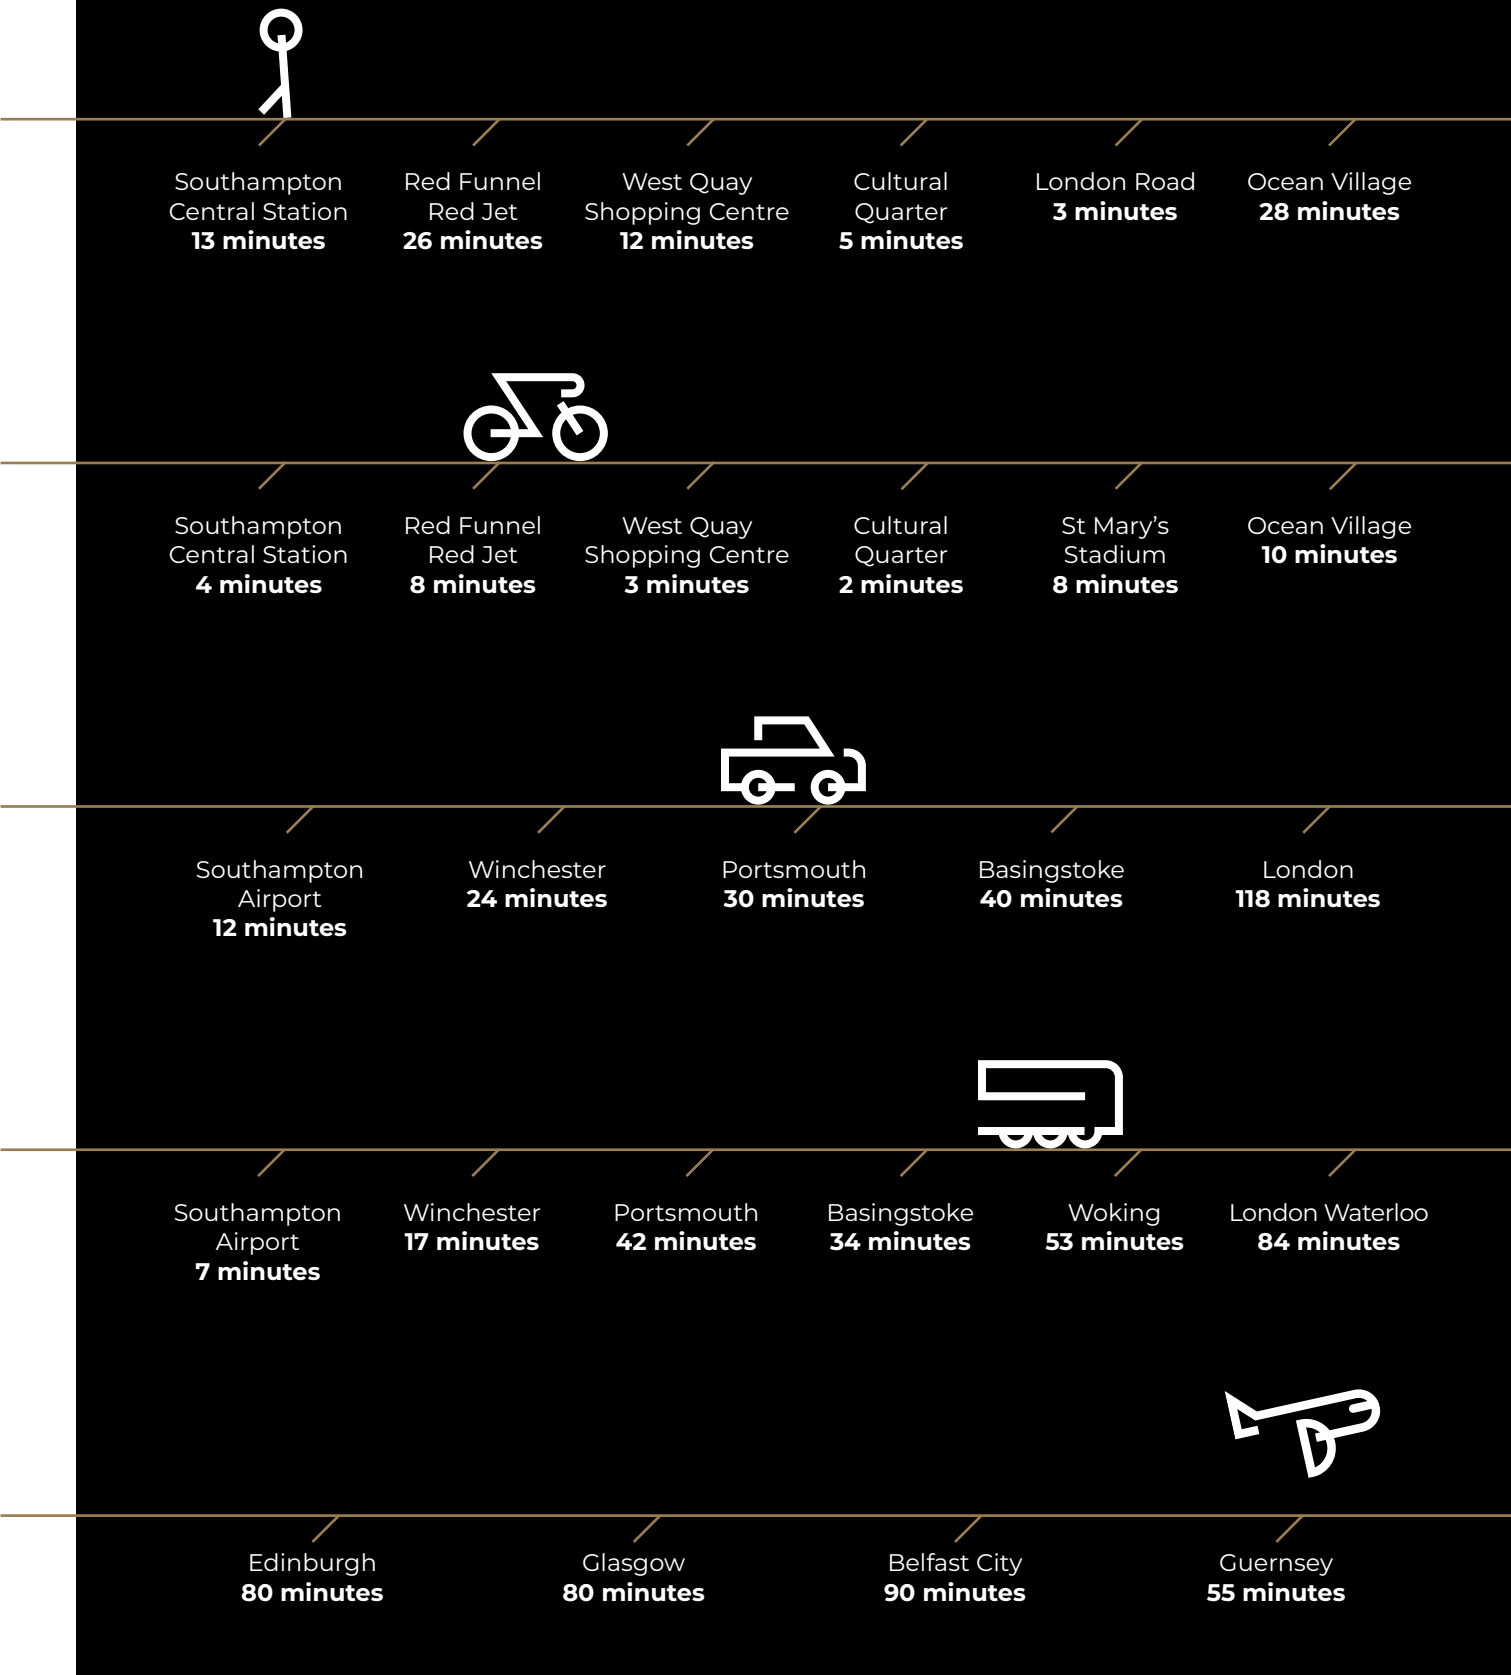 Southampton
Central Station
13 minutes
Red Funnel
Red Jet
26 minutes
West Quay
Shopping Centre
12 minutes
Cultural
Quarter
5 minutes
London Road
3 minutes
Ocean Village
28 minutes
Southampton
Central Station
4 minutes
Red Funnel
Red Jet
8 minutes
West Quay
Shopping Centre
3 minutes
Cultural
Quarter
2 minutes
St Mary’s
Stadium
8 minutes
Ocean Village
10 minutes
Southampton
Airport
12 minutes
Winchester
24 minutes
Portsmouth
30 minutes
Basingstoke
40 minutes
London
118 minutes
Southampton
Airport
7 minutes
Winchester
17 minutes
Portsmouth
42 minutes
Basingstoke
34 minutes
Woking
53 minutes
London Waterloo
84 minutes
Edinburgh
80 minutes
Glasgow
80 minutes
Belfast City
90 minutes
Guernsey
55 minutes